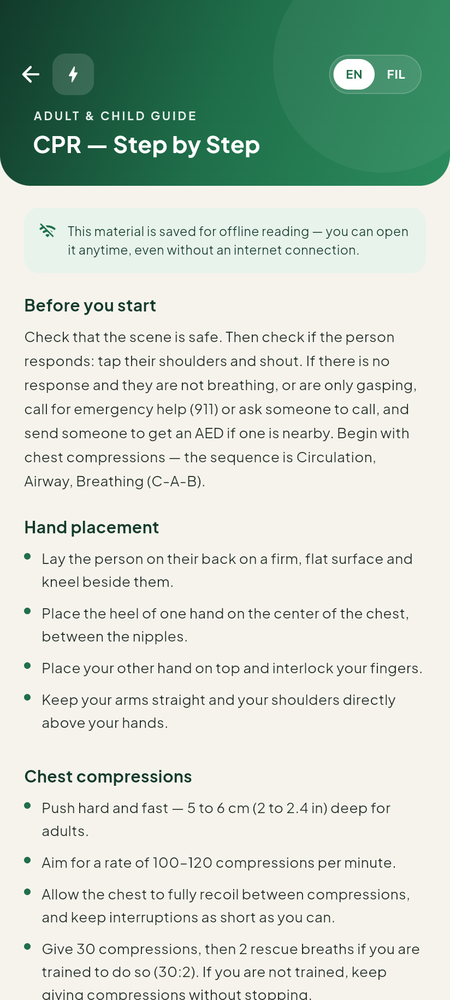 EN FIL
ADULT & CHILD GUIDE
CPR — Step by Step
This material is saved for offline reading — you can open
it anytime, even without an internet connection.
Before you start
Check that the scene is safe. Then check if the person
responds: tap their shoulders and shout. If there is no
response and they are not breathing, or are only gasping,
call for emergency help (911) or ask someone to call, and
send someone to get an AED if one is nearby. Begin with
chest compressions — the sequence is Circulation,
Airway, Breathing (C-A-B).
Hand placement
Lay the person on their back on a firm, flat surface and
kneel beside them.
Place the heel of one hand on the center of the chest,
between the nipples.
Place your other hand on top and interlock your fingers.
Keep your arms straight and your shoulders directly
above your hands.
Chest compressions
Push hard and fast — 5 to 6 cm (2 to 2.4 in) deep for
adults.
Aim for a rate of 100–120 compressions per minute.
Allow the chest to fully recoil between compressions,
and keep interruptions as short as you can.
Give 30 compressions, then 2 rescue breaths if you are
trained to do so (30:2). If you are not trained, keep
giving compressions without stopping.